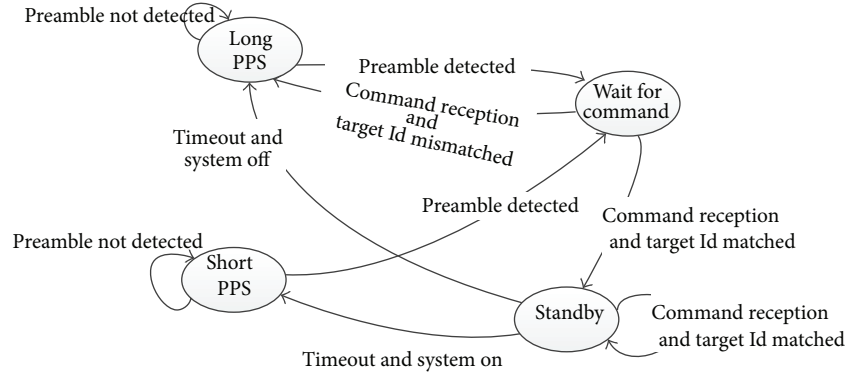 Preamble not detected
Long
PPS
Preamble detected
Wait for
command
Command reception
and
target Id mismatched
Timeout and
system off
Preamble detected
Command reception
and target Id matched
Preamble not detected
Short
PPS
Standby
Command reception
and target Id matched
Timeout and system on